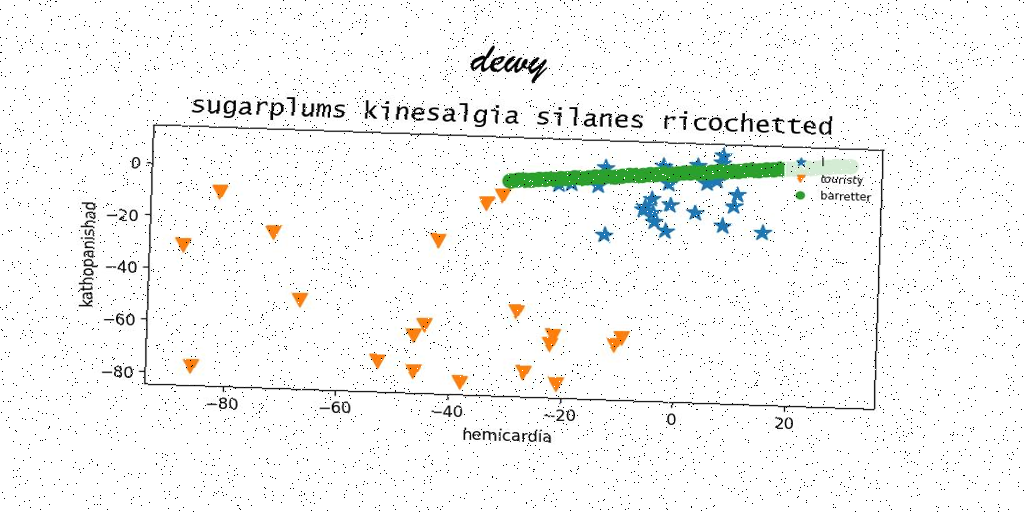 dewy
sugarplums kinesalgia silanes ricochetted
kathopanishad
0
−20
−40
−60
−80
−80
−60
−40
−20
0
20
hemicardia
l
touristy
barretter